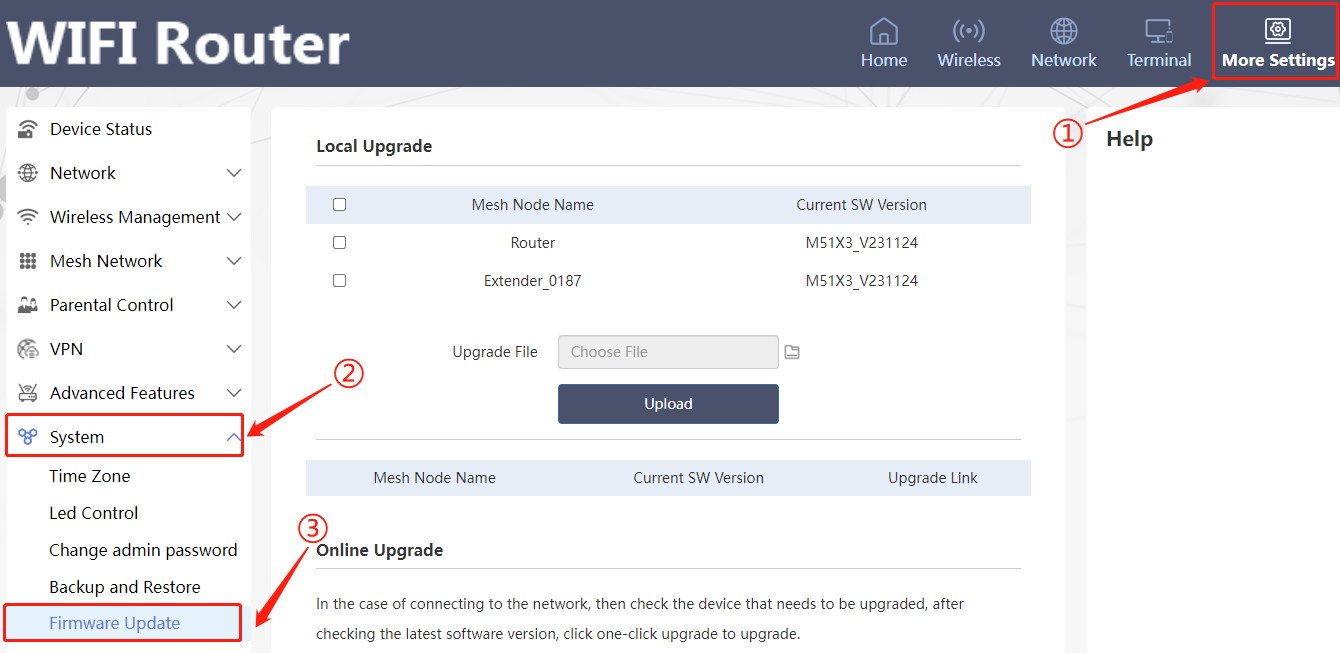 WIFI Router
Home Wireless Network Terminal More Settings
①
Device Status
Network
Wireless Management
Mesh Network
Parental Control
VPN
Advanced Features
②
System
Time Zone
Led Control
Change admin password
Backup and Restore
③
Firmware Update
Local Upgrade
Mesh Node Name Current SW Version
Router M51X3_V231124
Extender_0187 M51X3_V231124
Upgrade File Choose File
Upload
Mesh Node Name Current SW Version Upgrade Link
Online Upgrade
In the case of connecting to the network, then check the device that needs to be upgraded, after
checking the latest software version, click one-click upgrade to upgrade.
Help